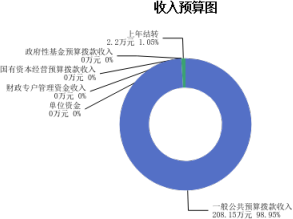 收入预算图
上年结转
2.2万元 1.05%
政府性基金预算拨款收入
0万元 0%
国有资本经营预算拨款收入
0万元 0%
财政专户管理资金收入
0万元 0%
单位资金
0万元 0%
一般公共预算拨款收入
208.15万元 98.95%